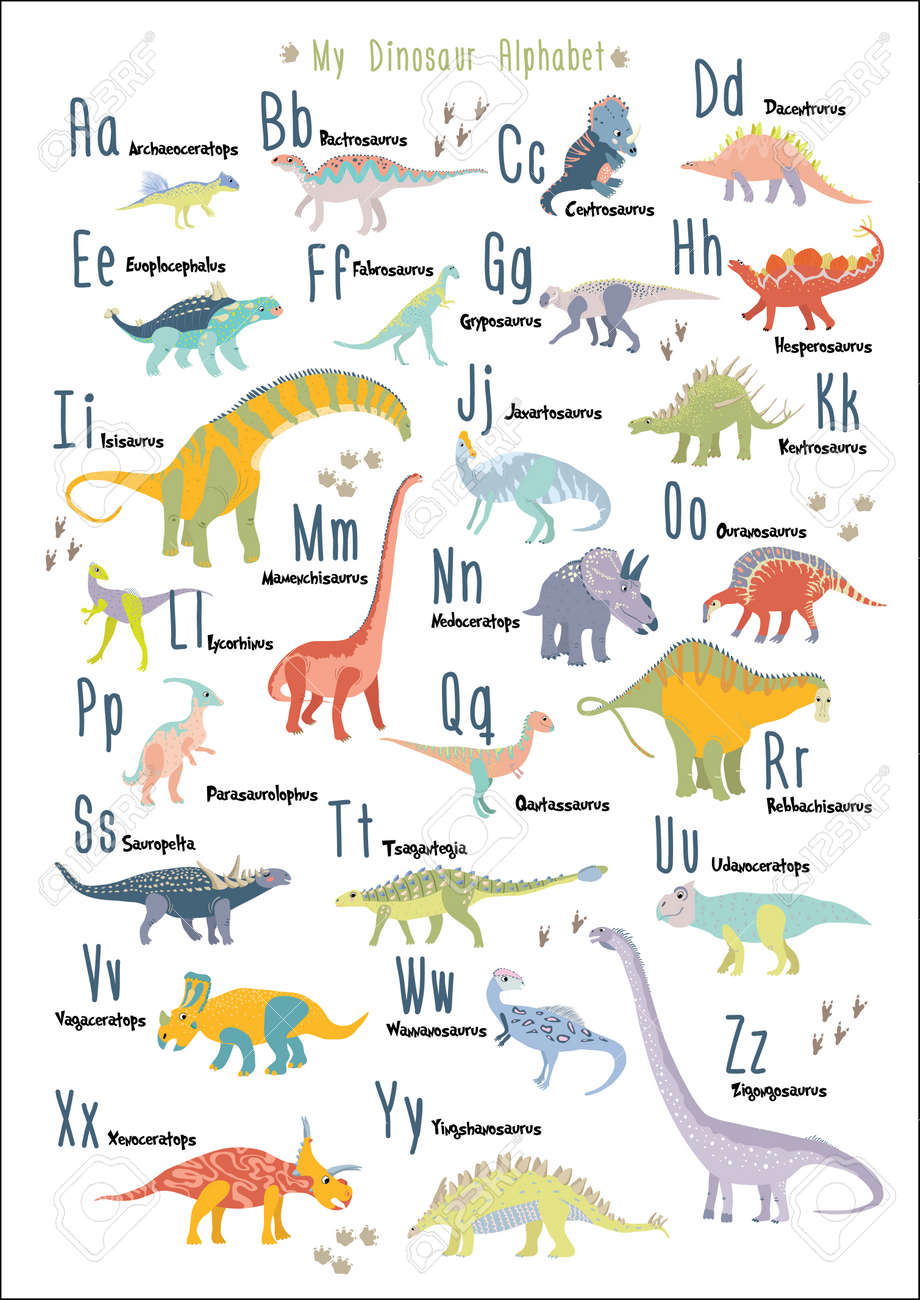 My Dinosaur Alphabet
Aa Archaeoceratops
Bb Bactrosaurus
Cc Centrosaurus
Dd Dacentrurus
Ee Euoplocephalus
Ff Fabrosaurus
Gg Gryposaurus
Hh Hesperosaurus
Ii Isisaurus
Jj Jaxartosaurus
Kk Kentrosaurus
Ll Lycorhinus
Mm Mamenchisaurus
Nn Nedoceratops
Oo Ouranosaurus
Pp Parasaurolophus
Qq Qantassaurus
Rr Rebbachisaurus
Ss Sauropelta
Tt Tsagantegia
Uu Udanoceratops
Vv Vagaceratops
Ww Wannanosaurus
Xx Xenoceratops
Yy Yingshanosaurus
Zz Zigongosaurus
123RF